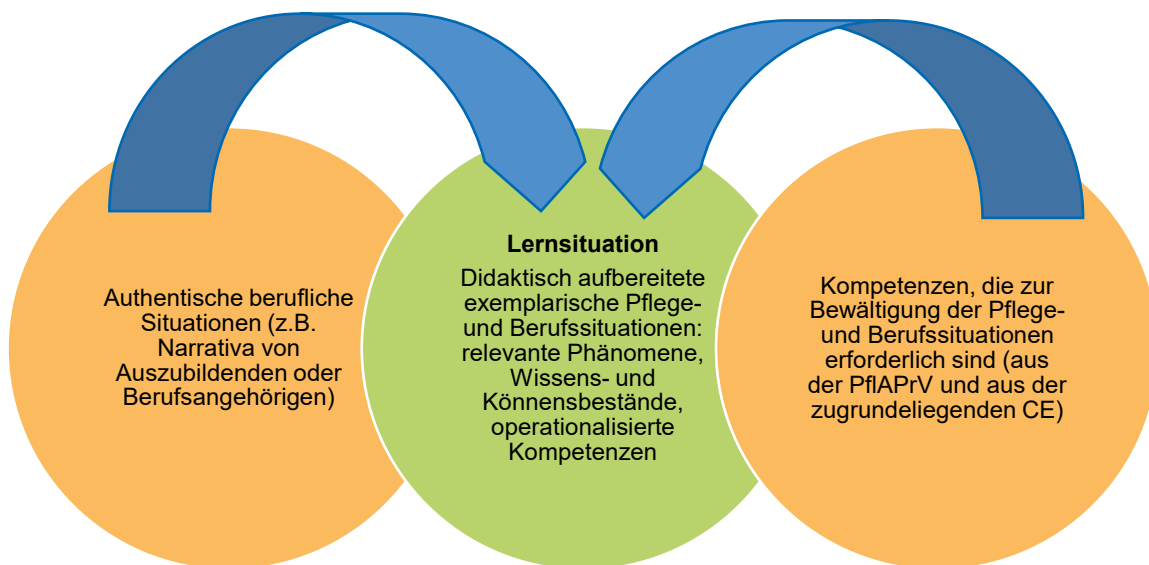 Authentische berufliche
Situationen (z.B.
Narrativa von
Auszubildenden oder
Berufsangehörigen)
Lernsituation
Didaktisch aufbereitete
exemplarische Pflege-
und Berufssituationen:
relevante Phänomene,
Wissens- und
Könnensbestände,
operationalisierte
Kompetenzen
Kompetenzen, die zur
Bewältigung der Pflege-
und Berufssituationen
erforderlich sind (aus
der PflAPrV und aus der
zugrundeliegenden CE)